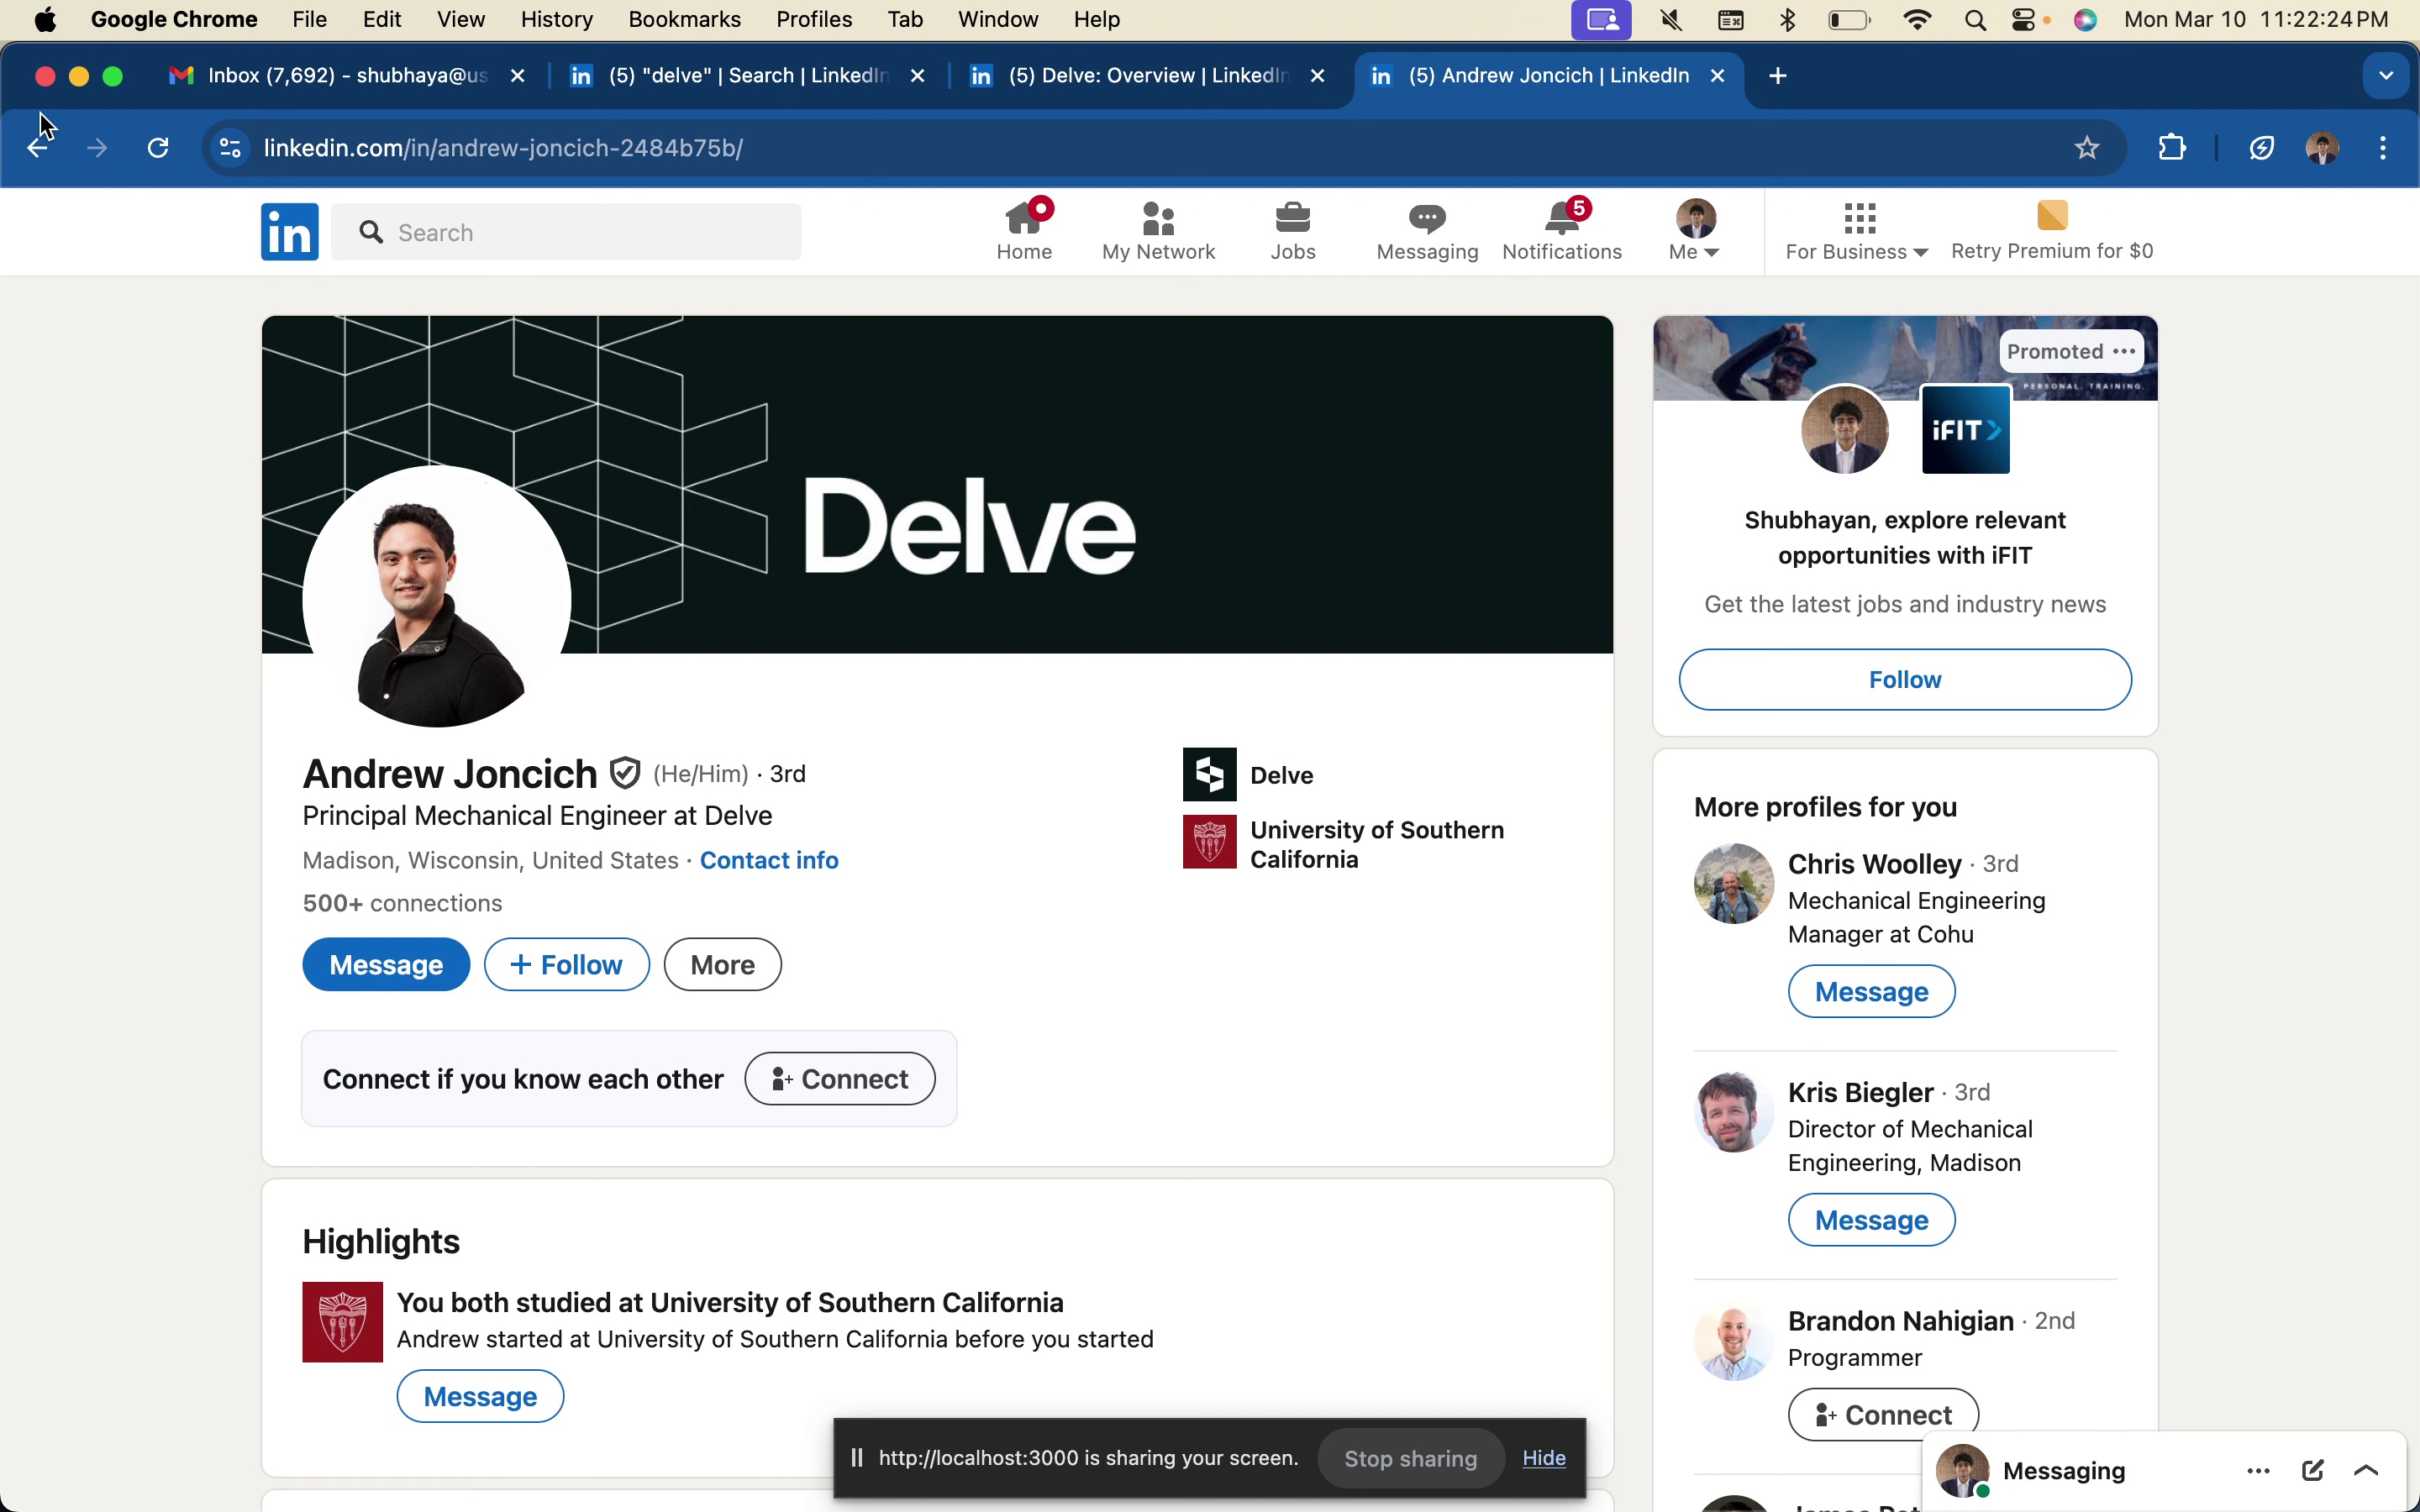 Google Chrome File Edit View History Bookmarks Profiles Tab Window Help Mon Mar 10 11:22:24 PM
Inbox (7,692) - shubhaya@us (5) "delve" | Search | LinkedIn (5) Delve: Overview | LinkedIn (5) Andrew Joncich | LinkedIn
linkedin.com/in/andrew-joncich-2484b75b/
in Search Home My Network Jobs Messaging 5 Notifications Me For Business Retry Premium for $0
Delve
Andrew Joncich (He/Him) · 3rd
Principal Mechanical Engineer at Delve
Madison, Wisconsin, United States · Contact info
500+ connections
Message + Follow More
Connect if you know each other Connect
Delve
University of Southern
California
Highlights
You both studied at University of Southern California
Andrew started at University of Southern California before you started
Message
Promoted
PERSONAL. TRAINING.
iFIT
Shubhayan, explore relevant
opportunities with iFIT
Get the latest jobs and industry news
Follow
More profiles for you
Chris Woolley · 3rd
Mechanical Engineering
Manager at Cohu
Message
Kris Biegler · 3rd
Director of Mechanical
Engineering, Madison
Message
Brandon Nahigian · 2nd
Programmer
Connect
http://localhost:3000 is sharing your screen. Stop sharing Hide
Messaging